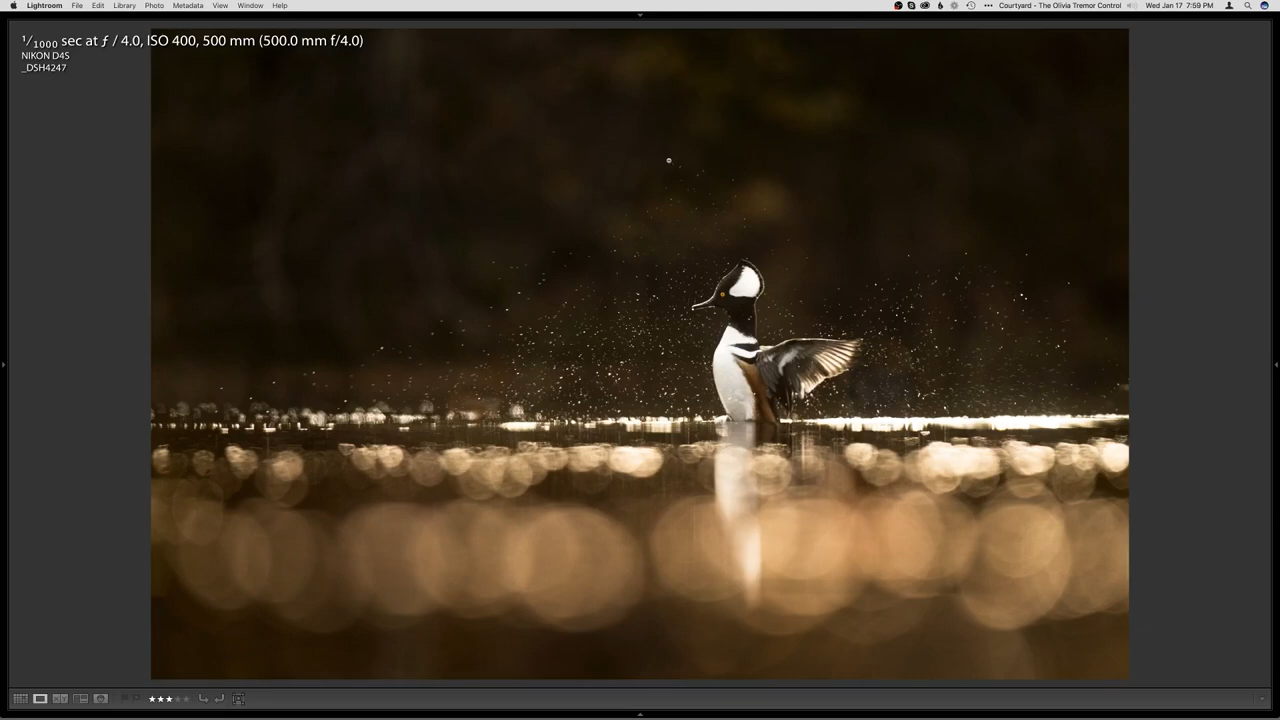 Lightroom File Edit Library Photo Metadata View Window Help
Courtyard - The Olivia Tremor Control Wed Jan 17 7:59 PM
1/1000 sec at ƒ / 4.0, ISO 400, 500 mm (500.0 mm f/4.0)
NIKON D4S
_DSH4247
XY